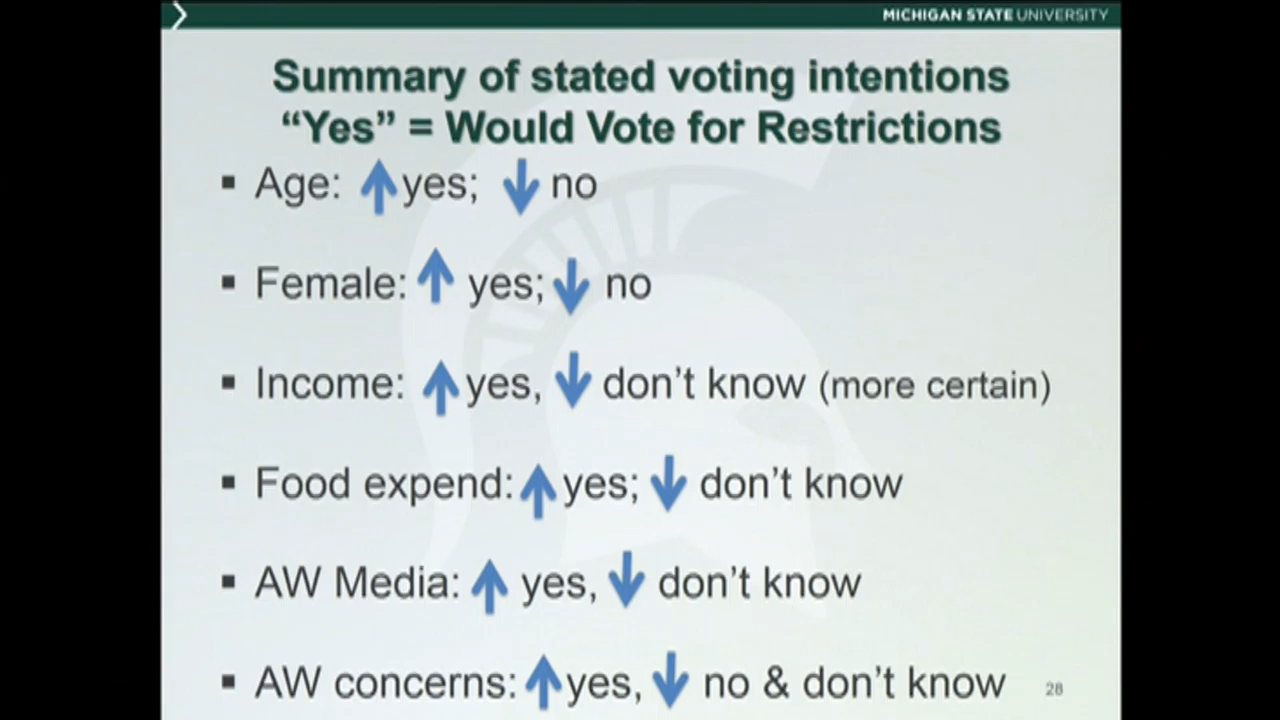 MICHIGAN STATE UNIVERSITY
Summary of stated voting intentions
“Yes” = Would Vote for Restrictions
▪ Age: ↑ yes; ↓ no
▪ Female: ↑ yes; ↓ no
▪ Income: ↑ yes, ↓ don’t know (more certain)
▪ Food expend: ↑ yes; ↓ don’t know
▪ AW Media: ↑ yes, ↓ don’t know
▪ AW concerns: ↑ yes, ↓ no & don’t know
28